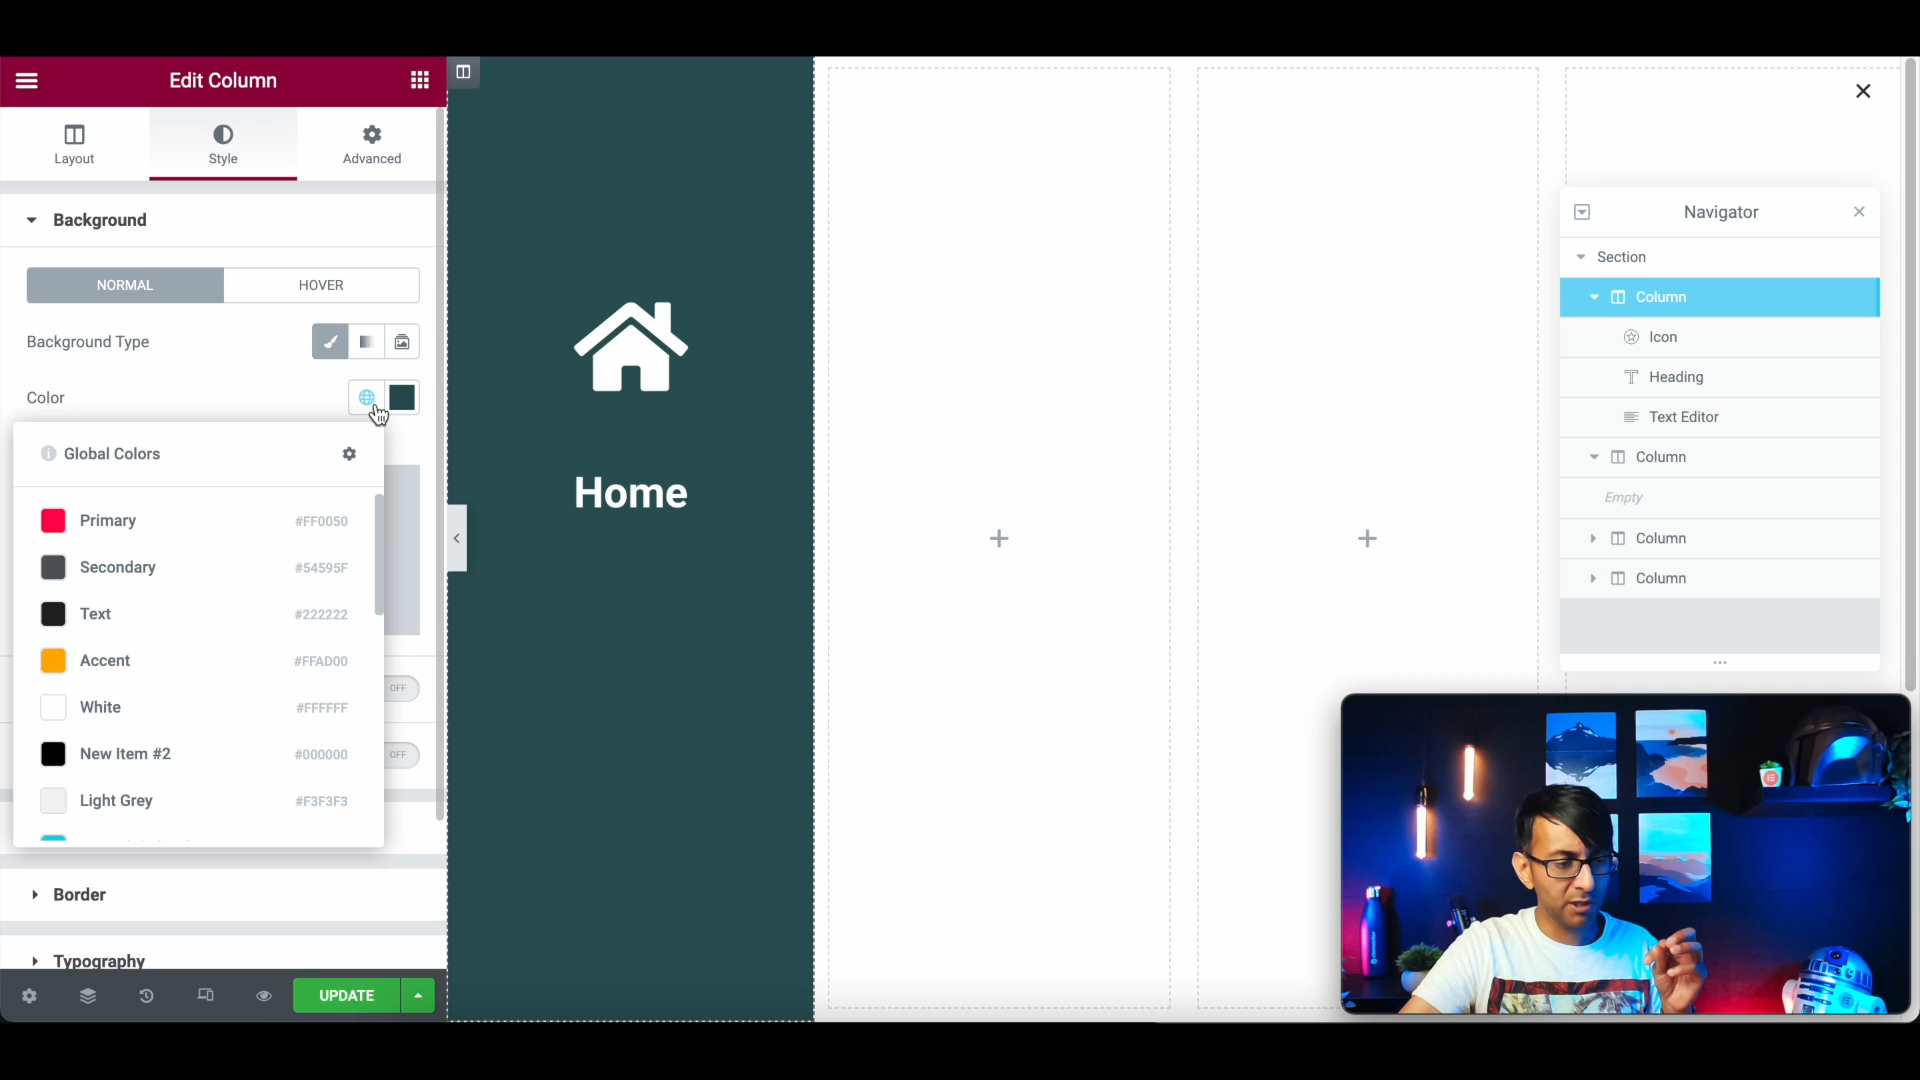 Edit Column
Layout
Style
Advanced
Background
NORMAL
HOVER
Background Type
Color
Global Colors
Primary #FF0050
Secondary #54595F
Text #222222
Accent #FFAD00
White #FFFFFF
New Item #2 #000000
Light Grey #F3F3F3
OFF
OFF
Border
Typography
UPDATE
Home
Navigator
Section
Column
Icon
Heading
Text Editor
Column
Empty
Column
Column